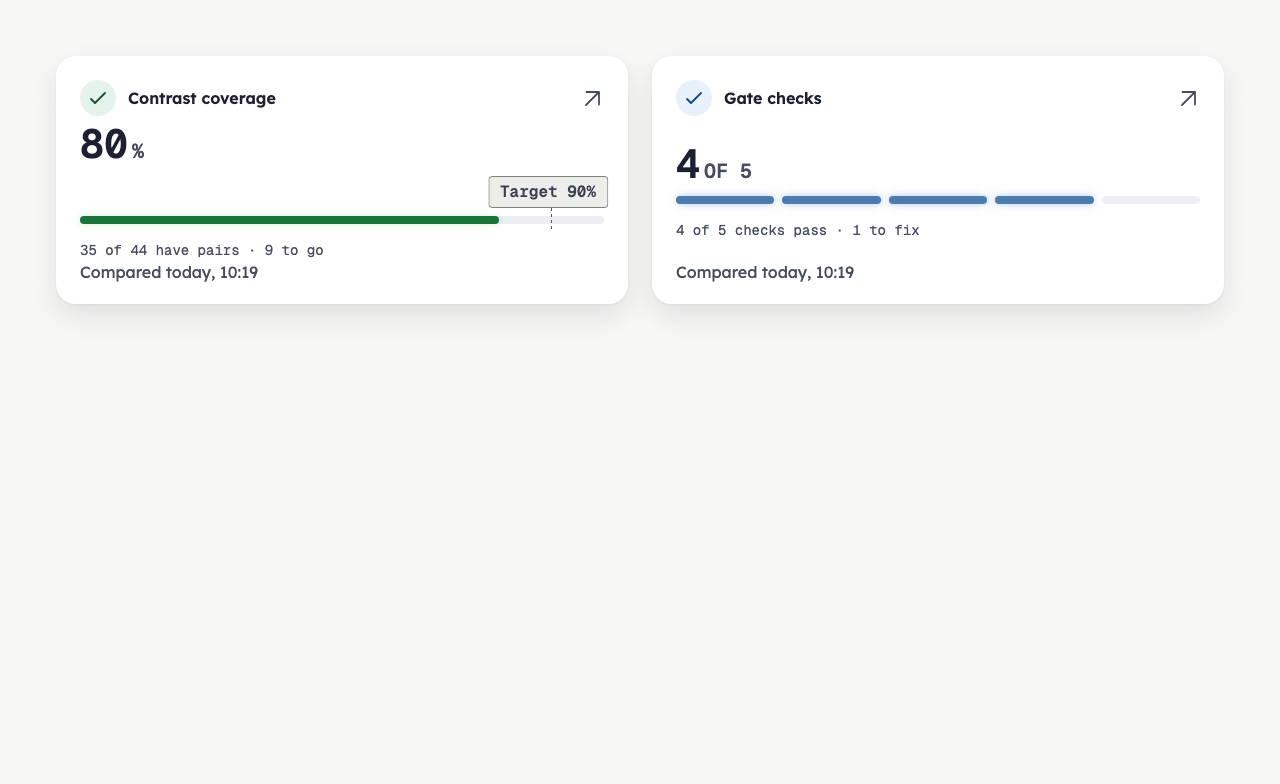 Contrast coverage
80%
Target 90%
35 of 44 have pairs · 9 to go
Compared today, 10:19
Gate checks
4 OF 5
4 of 5 checks pass · 1 to fix
Compared today, 10:19